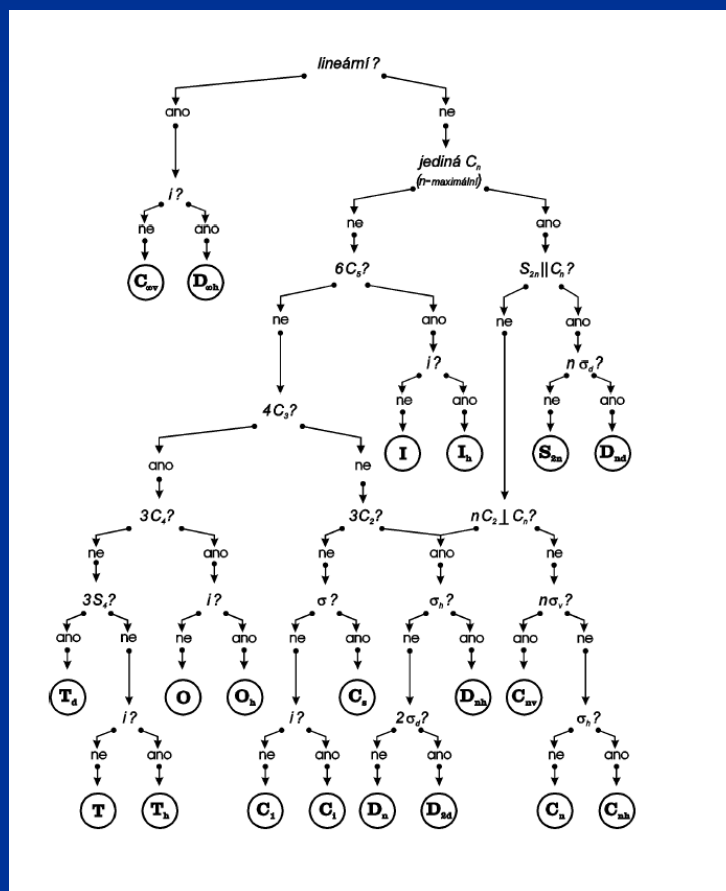 lineární ?
ano ne
jediná Cₙ
(n-maximální)
i ?
ne ano
ne ano
C∞v D∞h
6C₅? S₂ₙ||Cₙ?
ne ano ne ano
i ? n σd?
ne ano ne ano
4C₃?
I Iₕ S₂ₙ Dnd
ano ne
3C₄? 3C₂? nC₂⊥Cₙ?
ne ano ne ano ne
3S₄? i ? σ ? σₕ? nσᵥ?
ano ne ne ano ne ano ne ano ano ne
Td O Oₕ Cₛ Dnh Cnv
i ? i ? 2σd? σₕ?
ne ano ne ano ne ano ne ano
T Tₕ C₁ Cᵢ Dₙ D₂d Cₙ Cnh